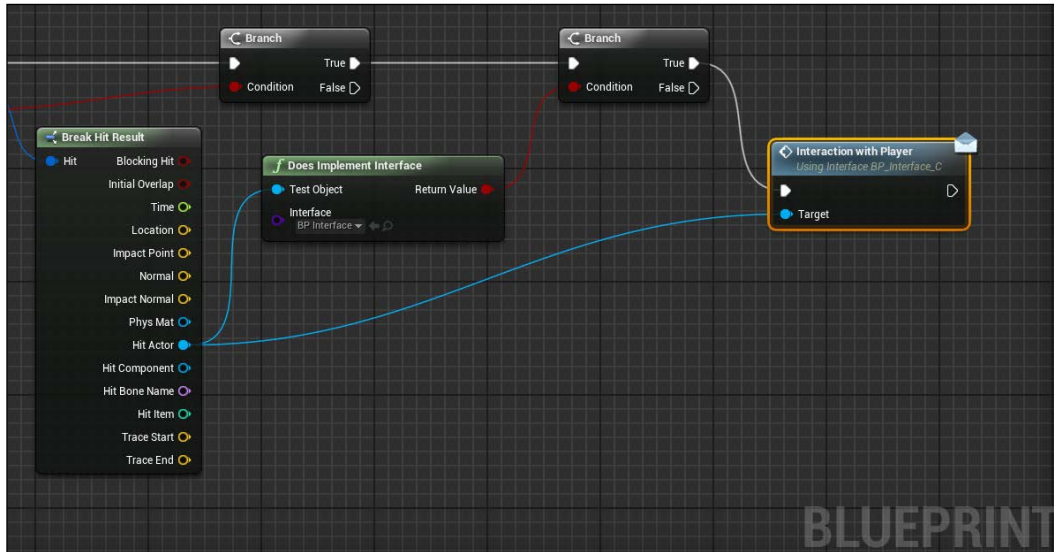 Branch
True
Condition
False
Branch
True
Condition
False
Break Hit Result
Hit
Blocking Hit
Initial Overlap
Time
Location
Impact Point
Normal
Impact Normal
Phys Mat
Hit Actor
Hit Component
Hit Bone Name
Hit Item
Trace Start
Trace End
f Does Implement Interface
Test Object
Return Value
Interface
BP Interface
Interaction with Player
Using Interface BP_Interface_C
Target
BLUEPRINT